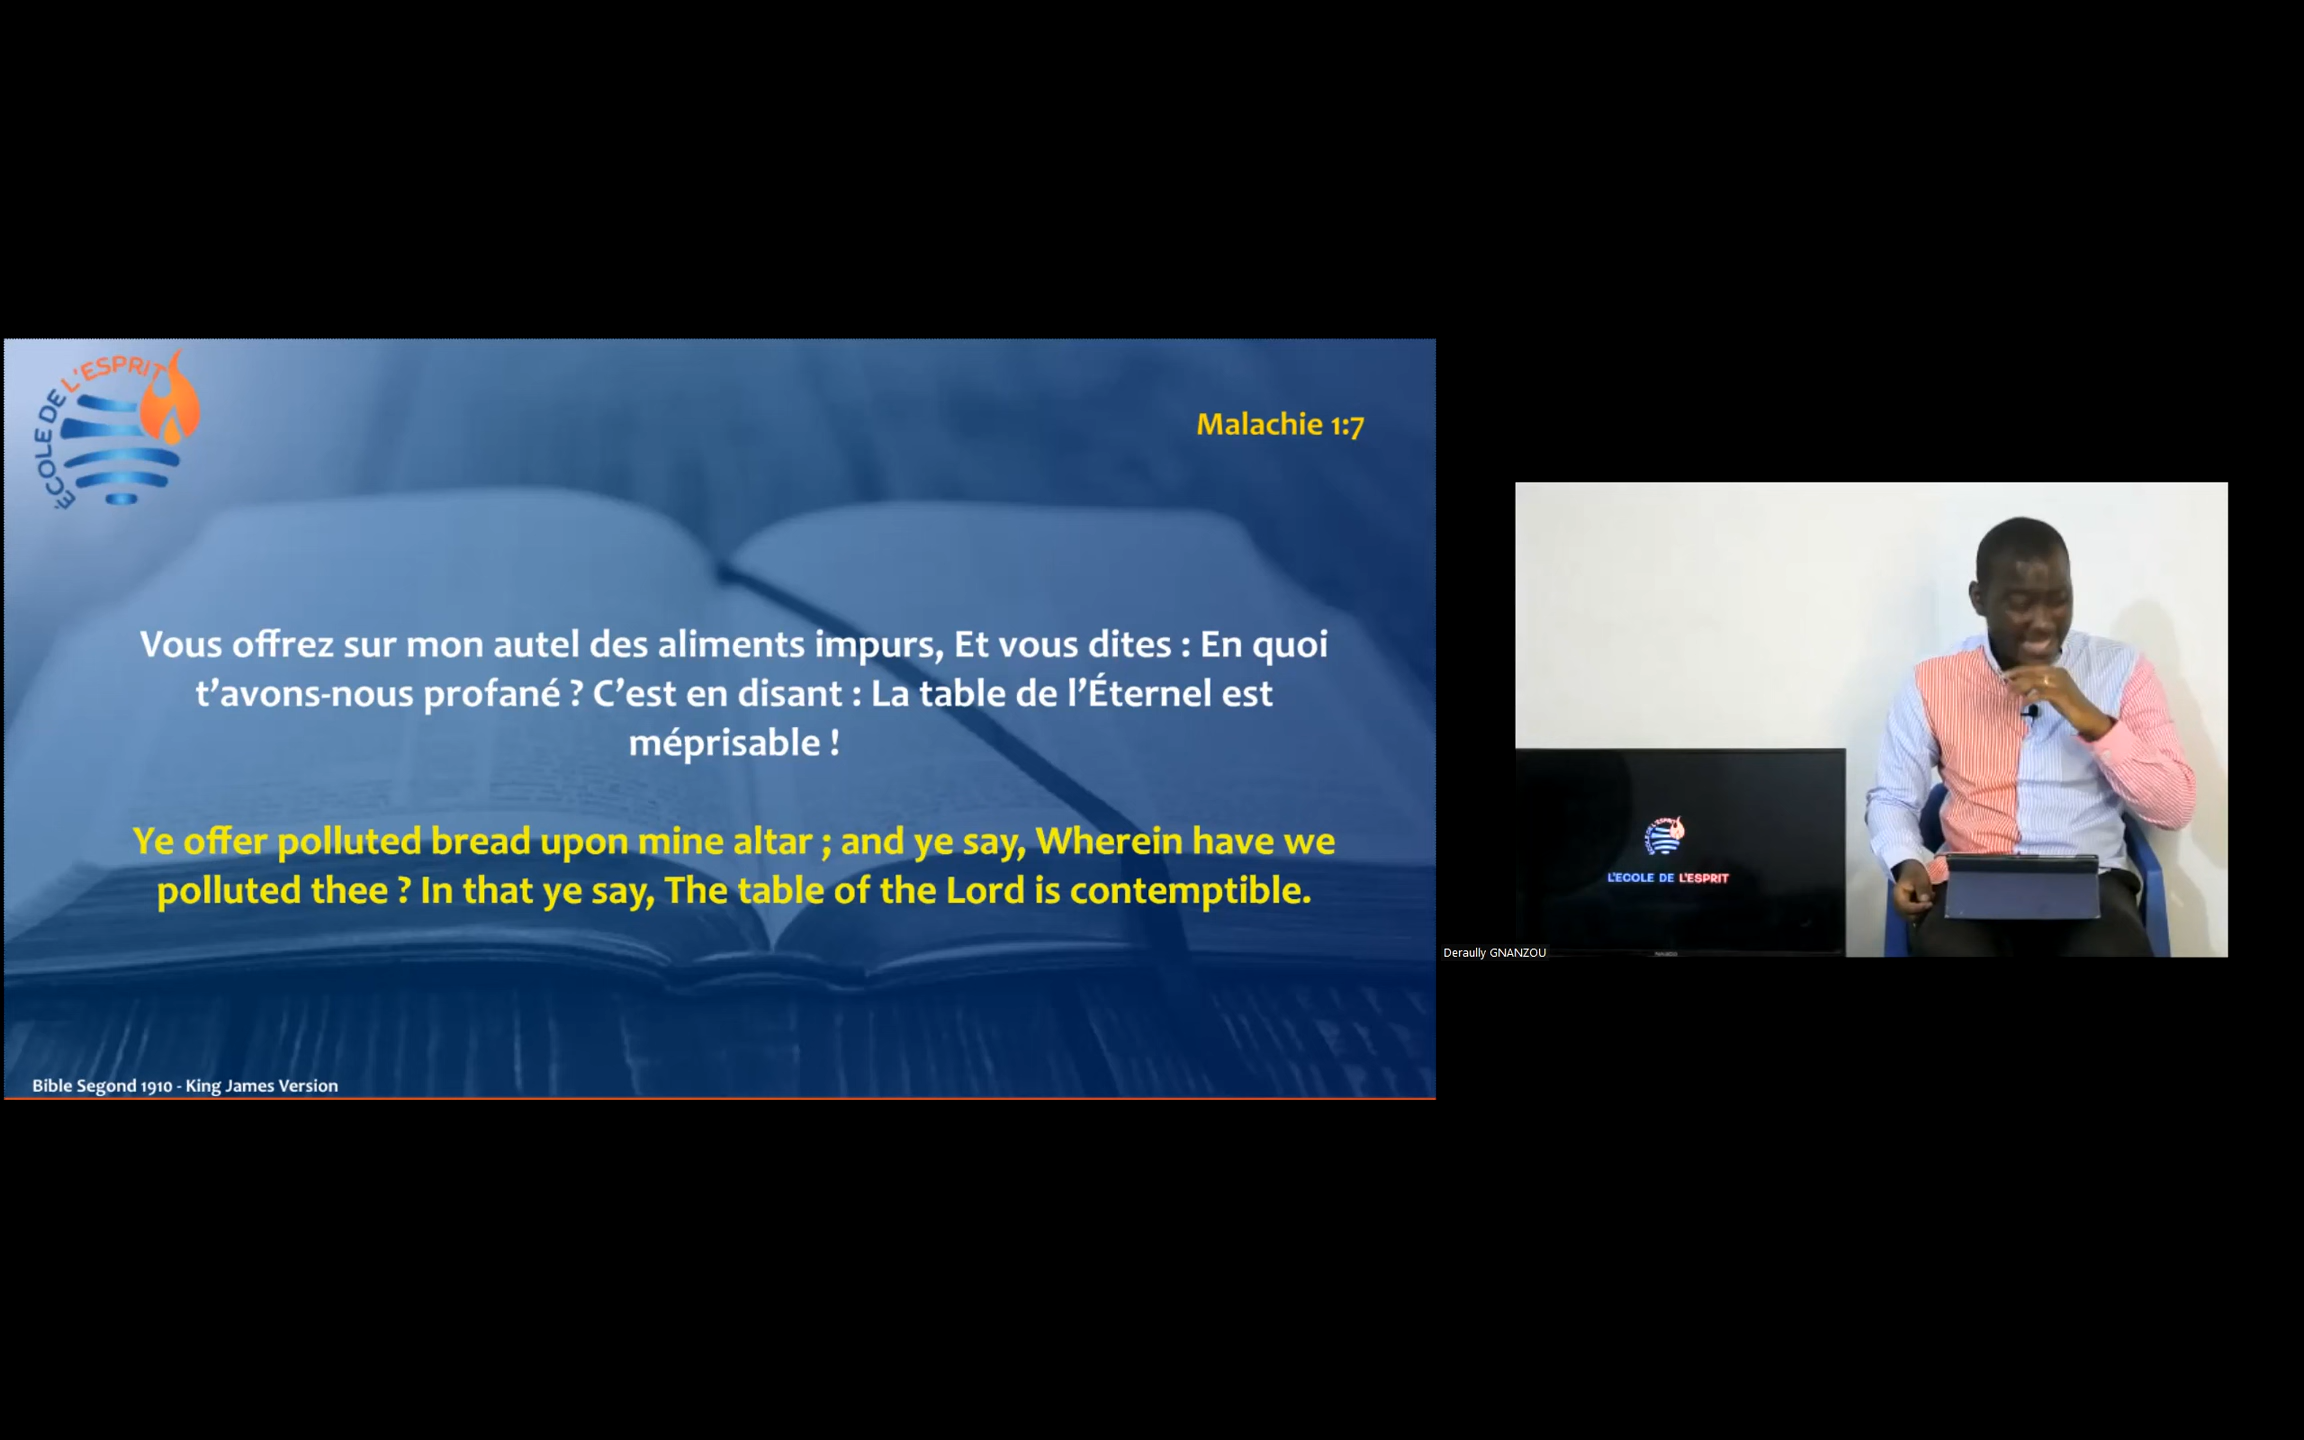 ECOLE DE L'ESPRIT
Malachie 1:7
Vous offrez sur mon autel des aliments impurs, Et vous dites : En quoi
t’avons-nous profané ? C’est en disant : La table de l’Éternel est
méprisable !
Ye offer polluted bread upon mine altar ; and ye say, Wherein have we
polluted thee ? In that ye say, The table of the Lord is contemptible.
Bible Segond 1910 - King James Version
L'ECOLE DE L'ESPRIT
Deraully GNANZOU